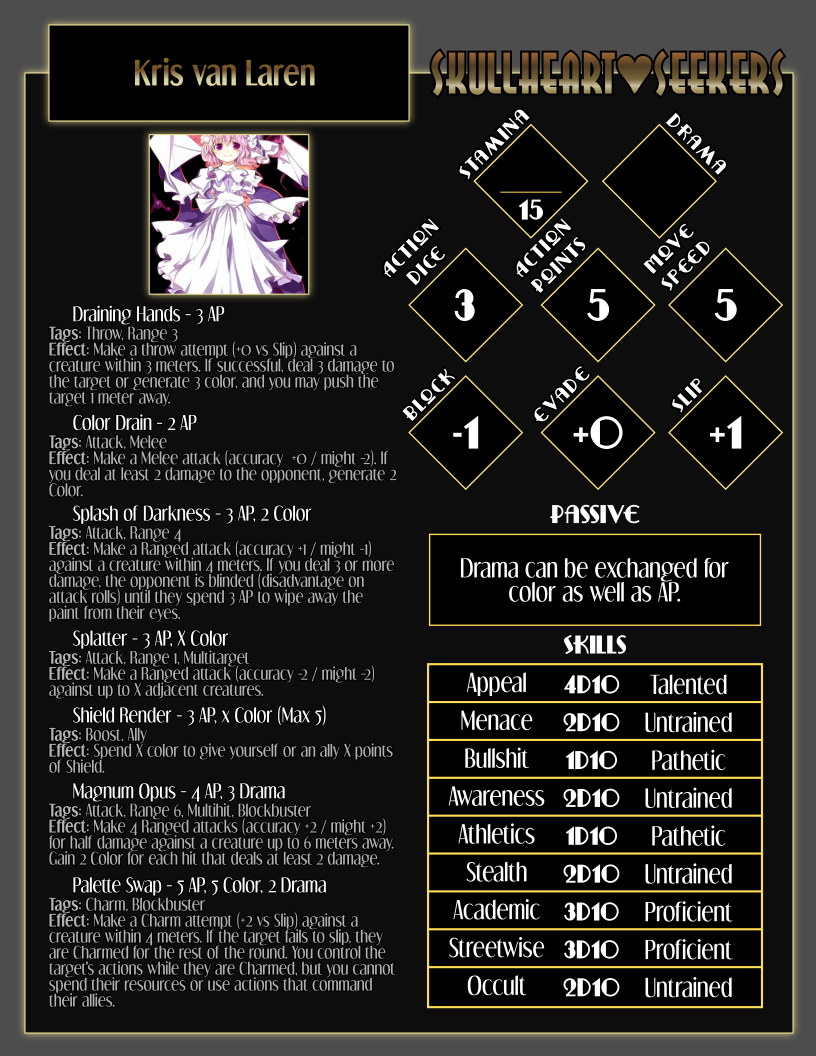 Kris van Laren
SKULLHEART SEEKERS
Draining Hands - 3 AP
Tags: Throw, Range 3
Effect: Make a throw attempt (+0 vs Slip) against a
creature within 3 meters. If successful, deal 3 damage to
the target or generate 3 color, and you may push the
target 1 meter away.
Color Drain - 2 AP
Tags: Attack, Melee
Effect: Make a Melee attack (accuracy +0 / might -2). If
you deal at least 2 damage to the opponent, generate 2
Color.
Splash of Darkness - 3 AP, 2 Color
Tags: Attack, Range 4
Effect: Make a Ranged attack (accuracy +1 / might -1)
against a creature within 4 meters. If you deal 3 or more
damage, the opponent is blinded (disadvantage on
attack rolls) until they spend 3 AP to wipe away the
paint from their eyes.
Splatter - 3 AP, X Color
Tags: Attack, Range 1, Multitarget
Effect: Make a Ranged attack (accuracy -2 / might -2)
against up to X adjacent creatures.
Shield Render - 3 AP, x Color (Max 5)
Tags: Boost, Ally
Effect: Spend X color to give yourself or an ally X points
of Shield.
Magnum Opus - 4 AP, 3 Drama
Tags: Attack, Range 6, Multihit, Blockbuster
Effect: Make 4 Ranged attacks (accuracy +2 / might +2)
for half damage against a creature up to 6 meters away.
Gain 2 Color for each hit that deals at least 2 damage.
Palette Swap - 5 AP, 5 Color, 2 Drama
Tags: Charm, Blockbuster
Effect: Make a Charm attempt (+2 vs Slip) against a
creature within 4 meters. If the target fails to slip, they
are Charmed for the rest of the round. You control the
target's actions while they are Charmed, but you cannot
spend their resources or use actions that command
their allies.
STAMINA
15
DRAMA
ACTION
DICE
3
ACTION
POINTS
5
MOVE
SPEED
5
BLOCK
-1
EVADE
+0
SLIP
+1
PASSIVE
Drama can be exchanged for
color as well as AP.
SKILLS
Appeal 4D10 Talented
Menace 2D10 Untrained
Bullshit 1D10 Pathetic
Awareness 2D10 Untrained
Athletics 1D10 Pathetic
Stealth 2D10 Untrained
Academic 3D10 Proficient
Streetwise 3D10 Proficient
Occult 2D10 Untrained